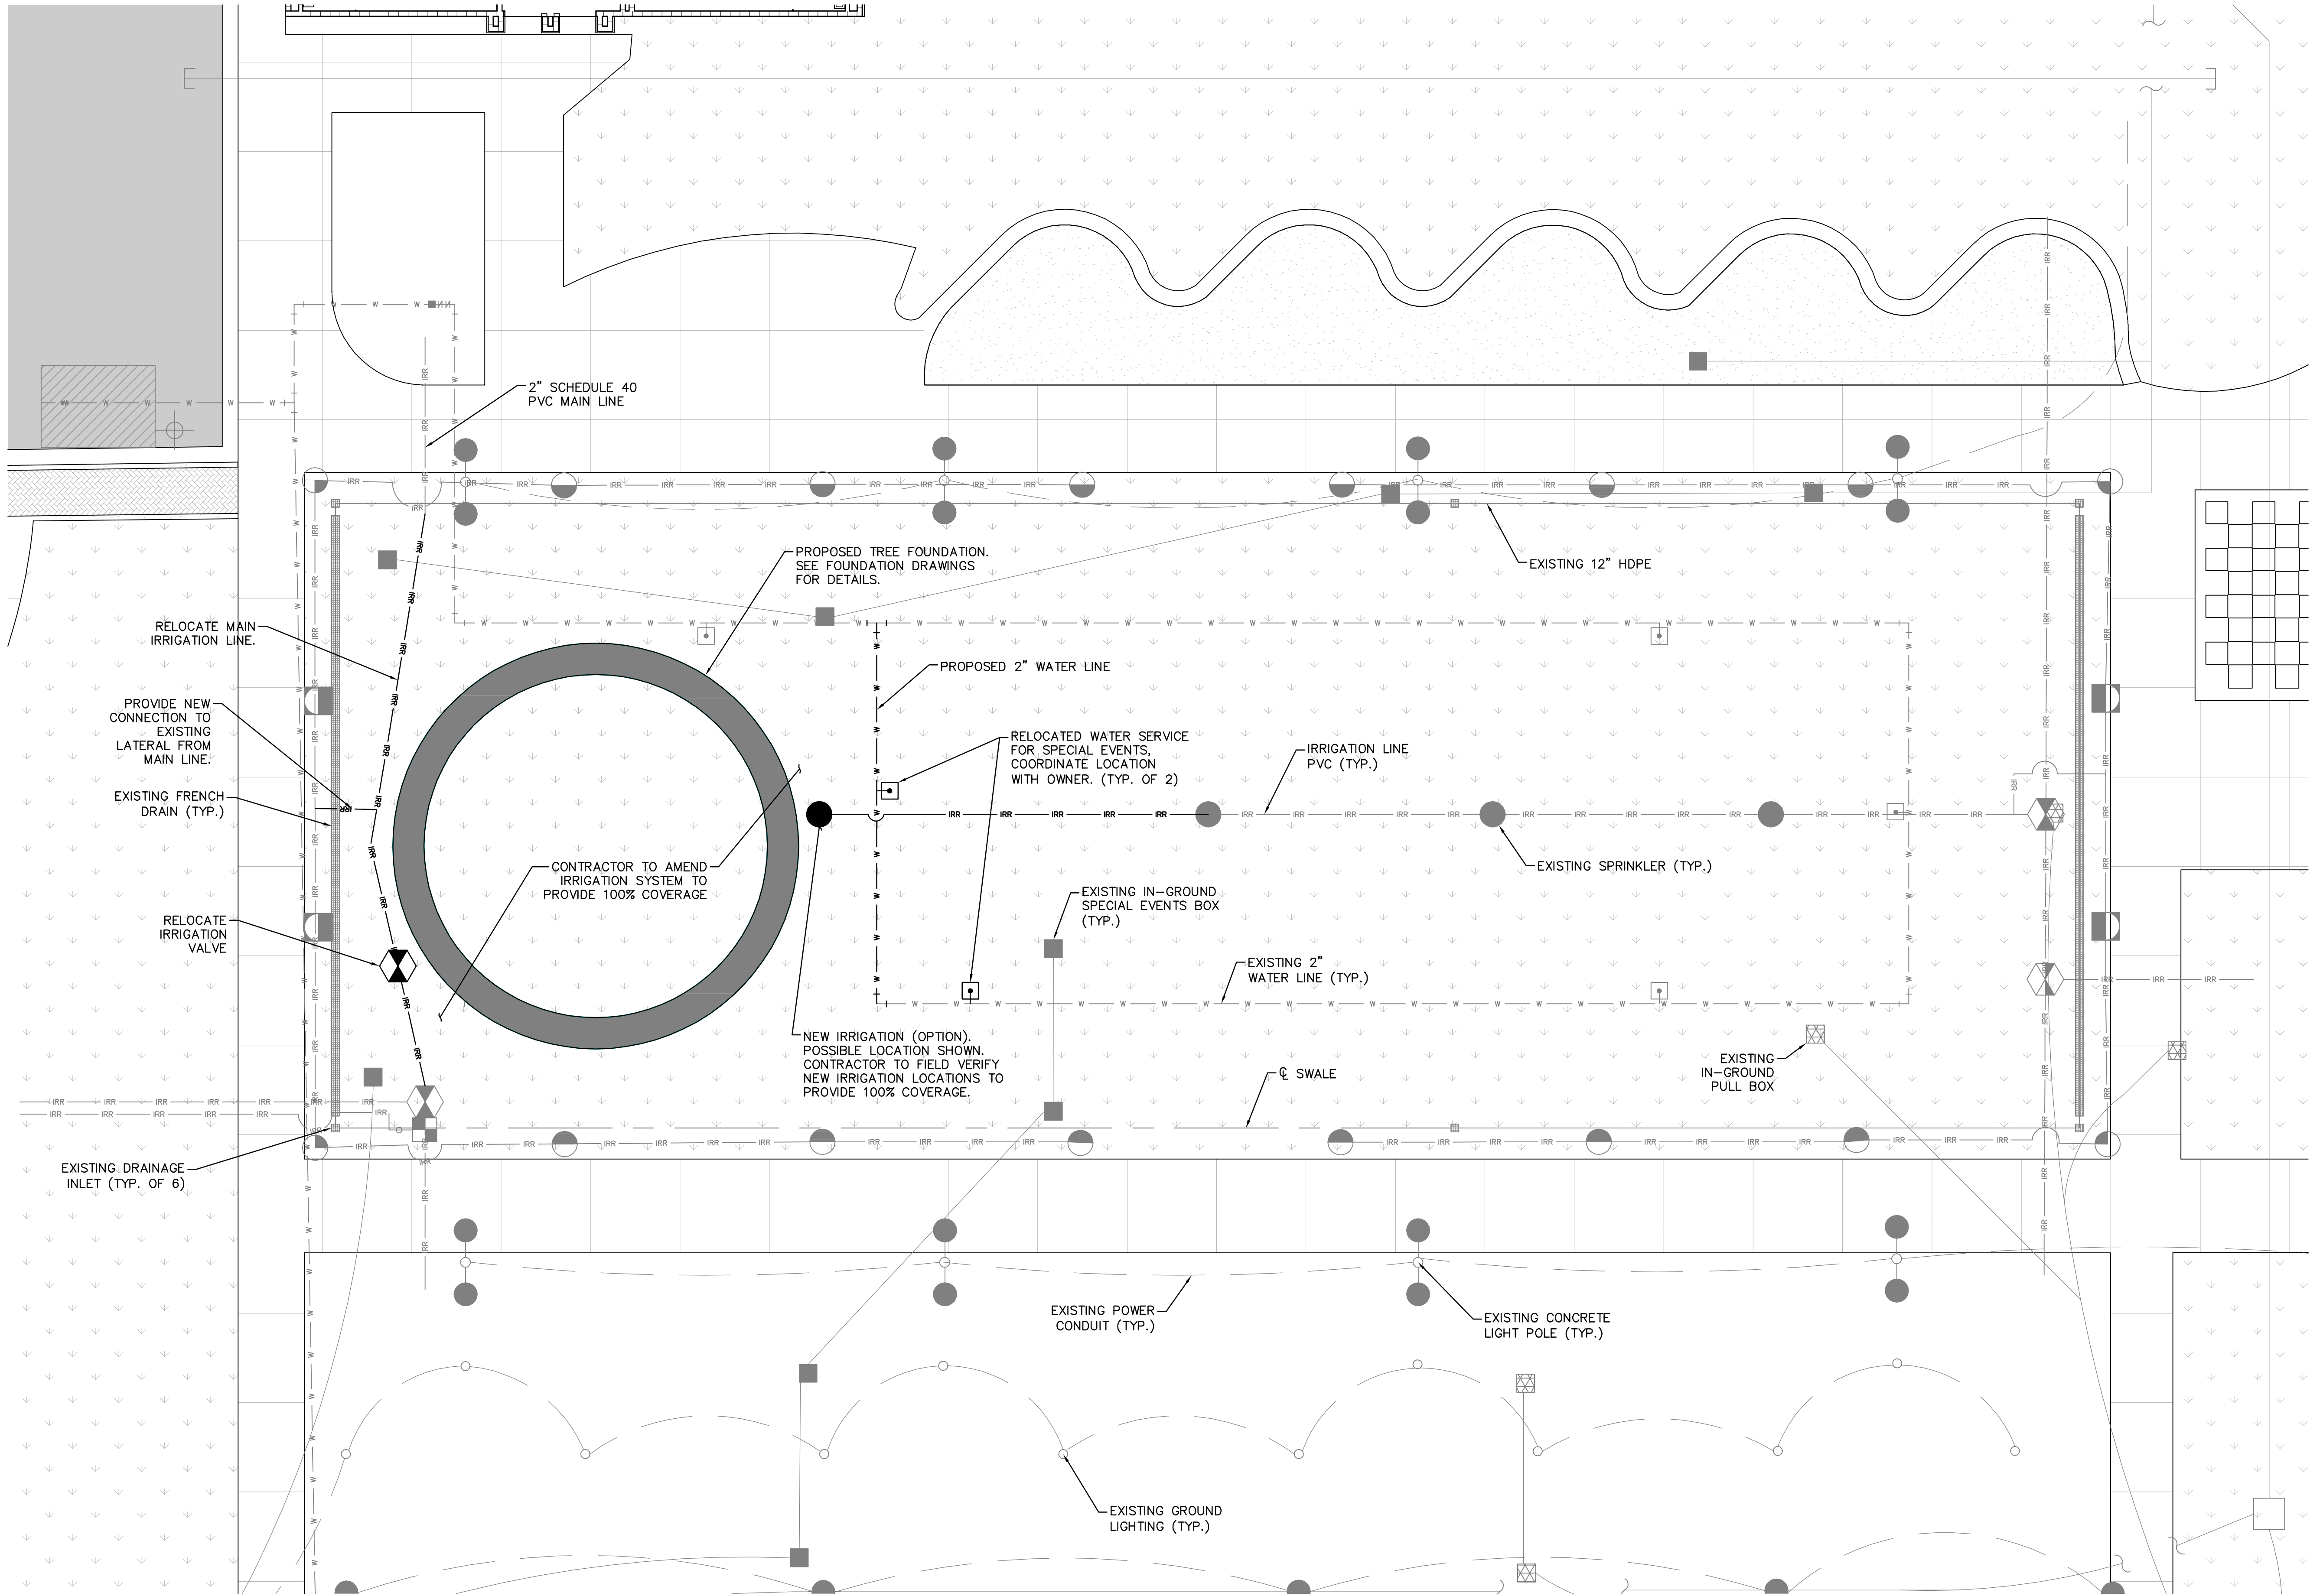 2" SCHEDULE 40
PVC MAIN LINE
PROPOSED TREE FOUNDATION.
SEE FOUNDATION DRAWINGS
FOR DETAILS.
EXISTING 12" HDPE
RELOCATE MAIN
IRRIGATION LINE.
PROPOSED 2" WATER LINE
PROVIDE NEW
CONNECTION TO
EXISTING
LATERAL FROM
MAIN LINE.
RELOCATED WATER SERVICE
FOR SPECIAL EVENTS,
COORDINATE LOCATION
WITH OWNER. (TYP. OF 2)
IRRIGATION LINE
PVC (TYP.)
EXISTING FRENCH
DRAIN (TYP.)
CONTRACTOR TO AMEND
IRRIGATION SYSTEM TO
PROVIDE 100% COVERAGE
EXISTING SPRINKLER (TYP.)
EXISTING IN-GROUND
SPECIAL EVENTS BOX
(TYP.)
RELOCATE
IRRIGATION
VALVE
EXISTING 2"
WATER LINE (TYP.)
NEW IRRIGATION (OPTION).
POSSIBLE LOCATION SHOWN.
CONTRACTOR TO FIELD VERIFY
NEW IRRIGATION LOCATIONS TO
PROVIDE 100% COVERAGE.
EXISTING
IN-GROUND
PULL BOX
℄ SWALE
EXISTING DRAINAGE
INLET (TYP. OF 6)
EXISTING POWER
CONDUIT (TYP.)
EXISTING CONCRETE
LIGHT POLE (TYP.)
EXISTING GROUND
LIGHTING (TYP.)